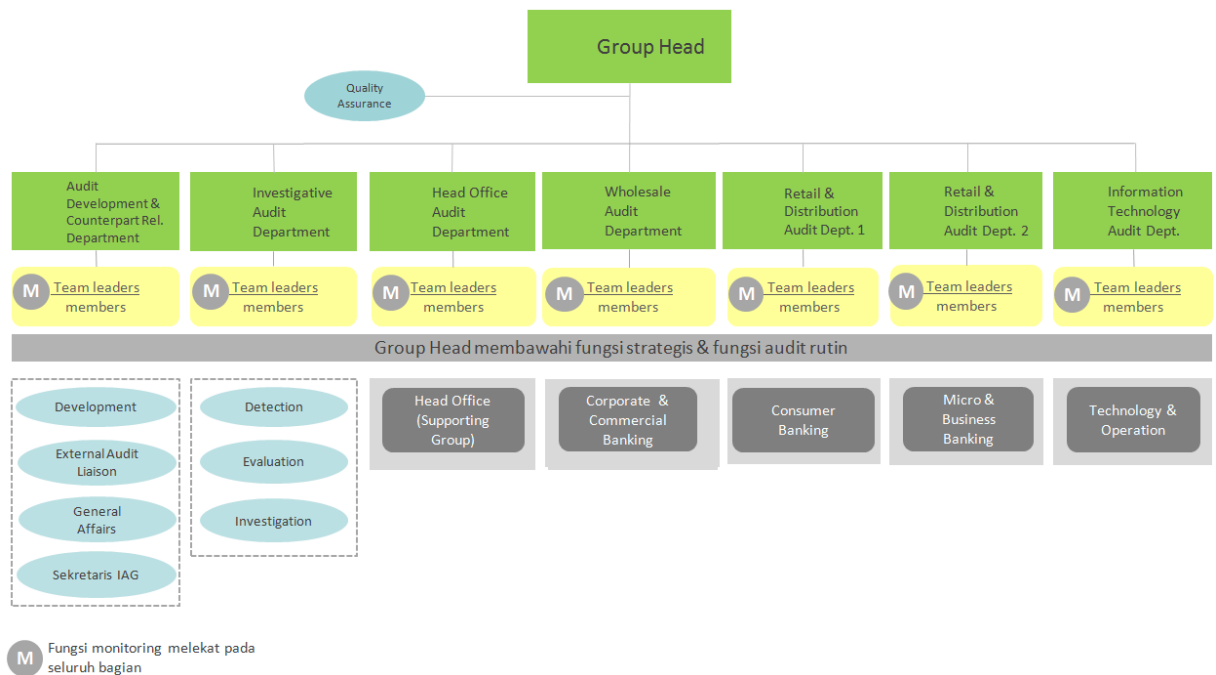 Group Head
Quality
Assurance
Audit
Development &
Counterpart Rel.
Department
Investigative
Audit
Department
Head Office
Audit
Department
Wholesale
Audit
Department
Retail &
Distribution
Audit Dept. 1
Retail &
Distribution
Audit Dept. 2
Information
Technology
Audit Dept.
M
Team leaders
members
M
Team leaders
members
M
Team leaders
members
M
Team leaders
members
M
Team leaders
members
M
Team leaders
members
M
Team leaders
members
Group Head membawahi fungsi strategis & fungsi audit rutin
Development
External Audit
Liaison
General
Affairs
Sekretaris IAG
Detection
Evaluation
Investigation
Head Office
(Supporting
Group)
Corporate &
Commercial
Banking
Consumer
Banking
Micro &
Business
Banking
Technology &
Operation
M
Fungsi monitoring melekat pada
seluruh bagian